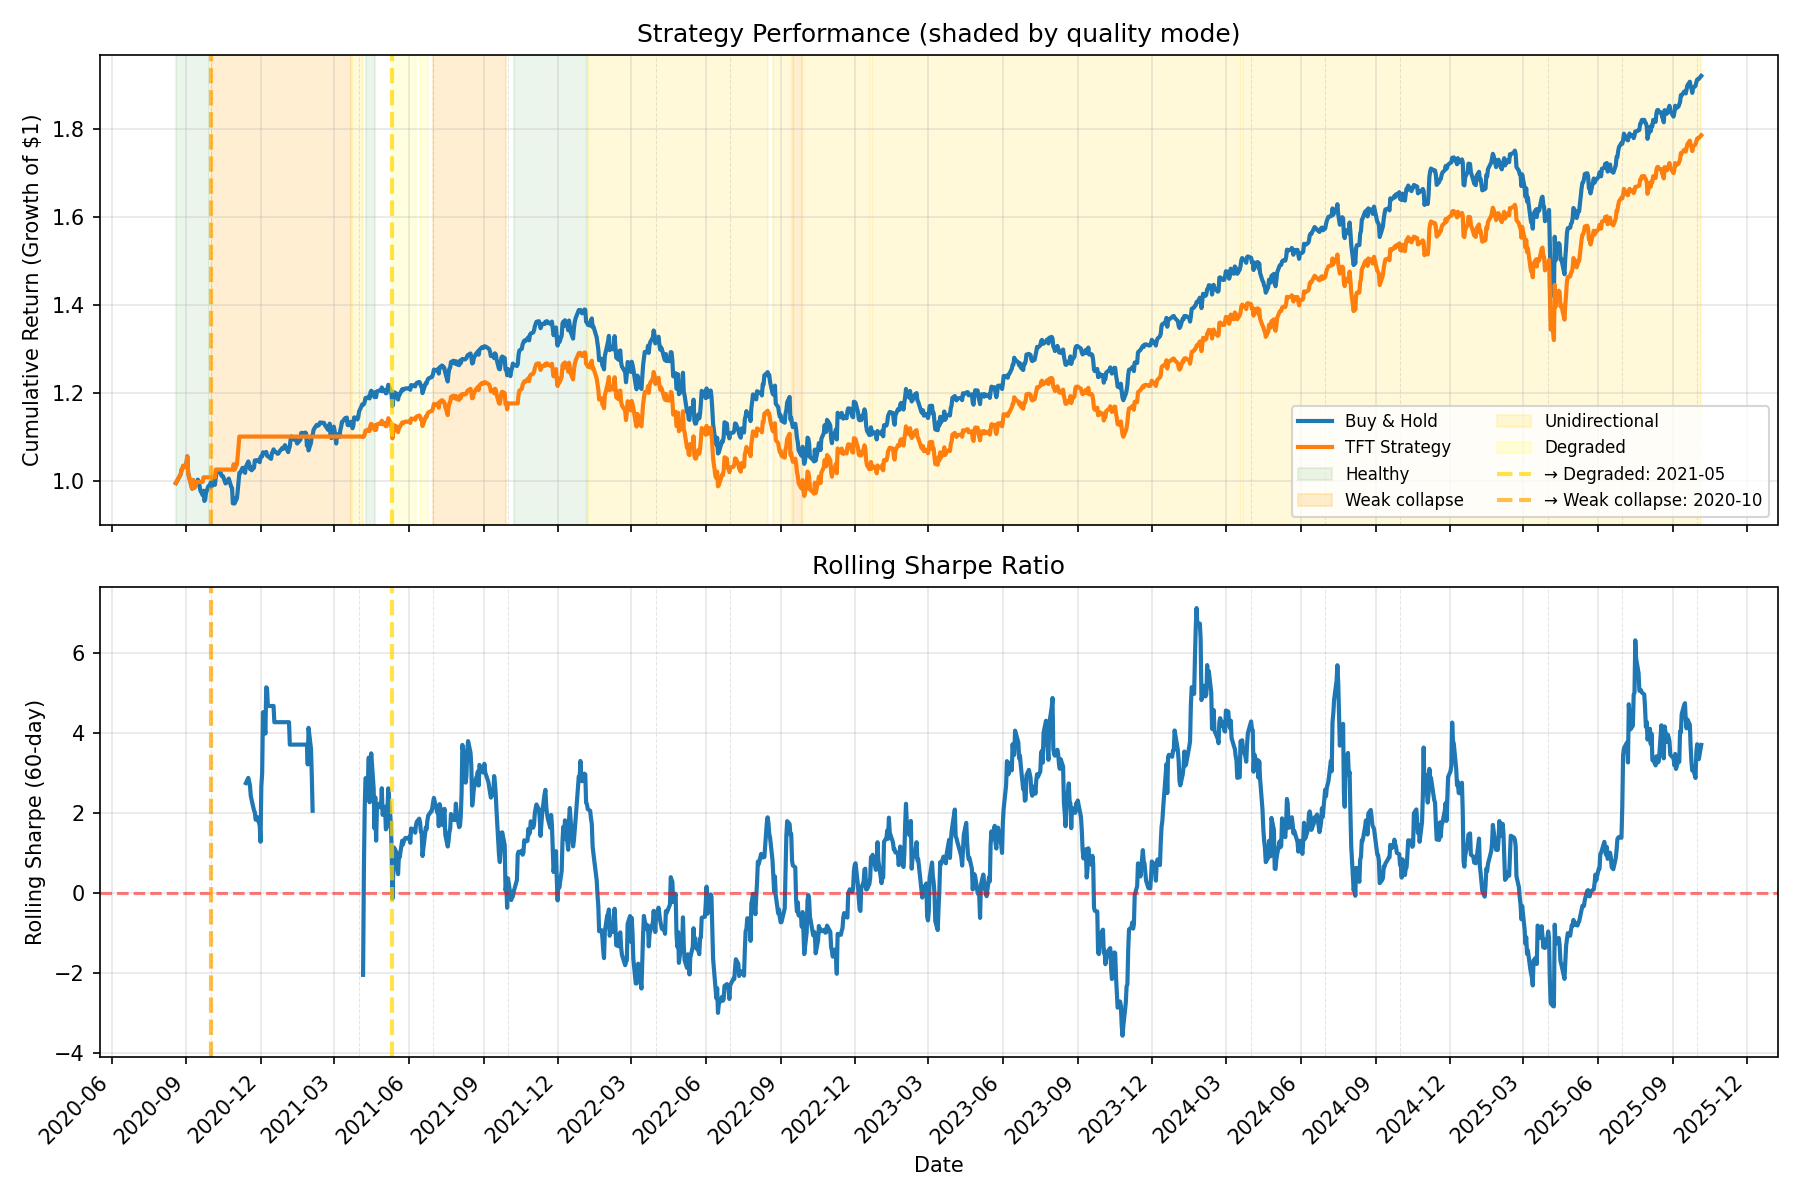 Strategy Performance (shaded by quality mode)
Cumulative Return (Growth of $1)
1.8
1.6
1.4
1.2
1.0
Buy & Hold
TFT Strategy
Healthy
Weak collapse
Unidirectional
Degraded
→ Degraded: 2021-05
→ Weak collapse: 2020-10
Rolling Sharpe Ratio
Rolling Sharpe (60-day)
6
4
2
0
−2
−4
2020-06
2020-09
2020-12
2021-03
2021-06
2021-09
2021-12
2022-03
2022-06
2022-09
2022-12
2023-03
2023-06
2023-09
2023-12
2024-03
2024-06
2024-09
2024-12
2025-03
2025-06
2025-09
2025-12
Date